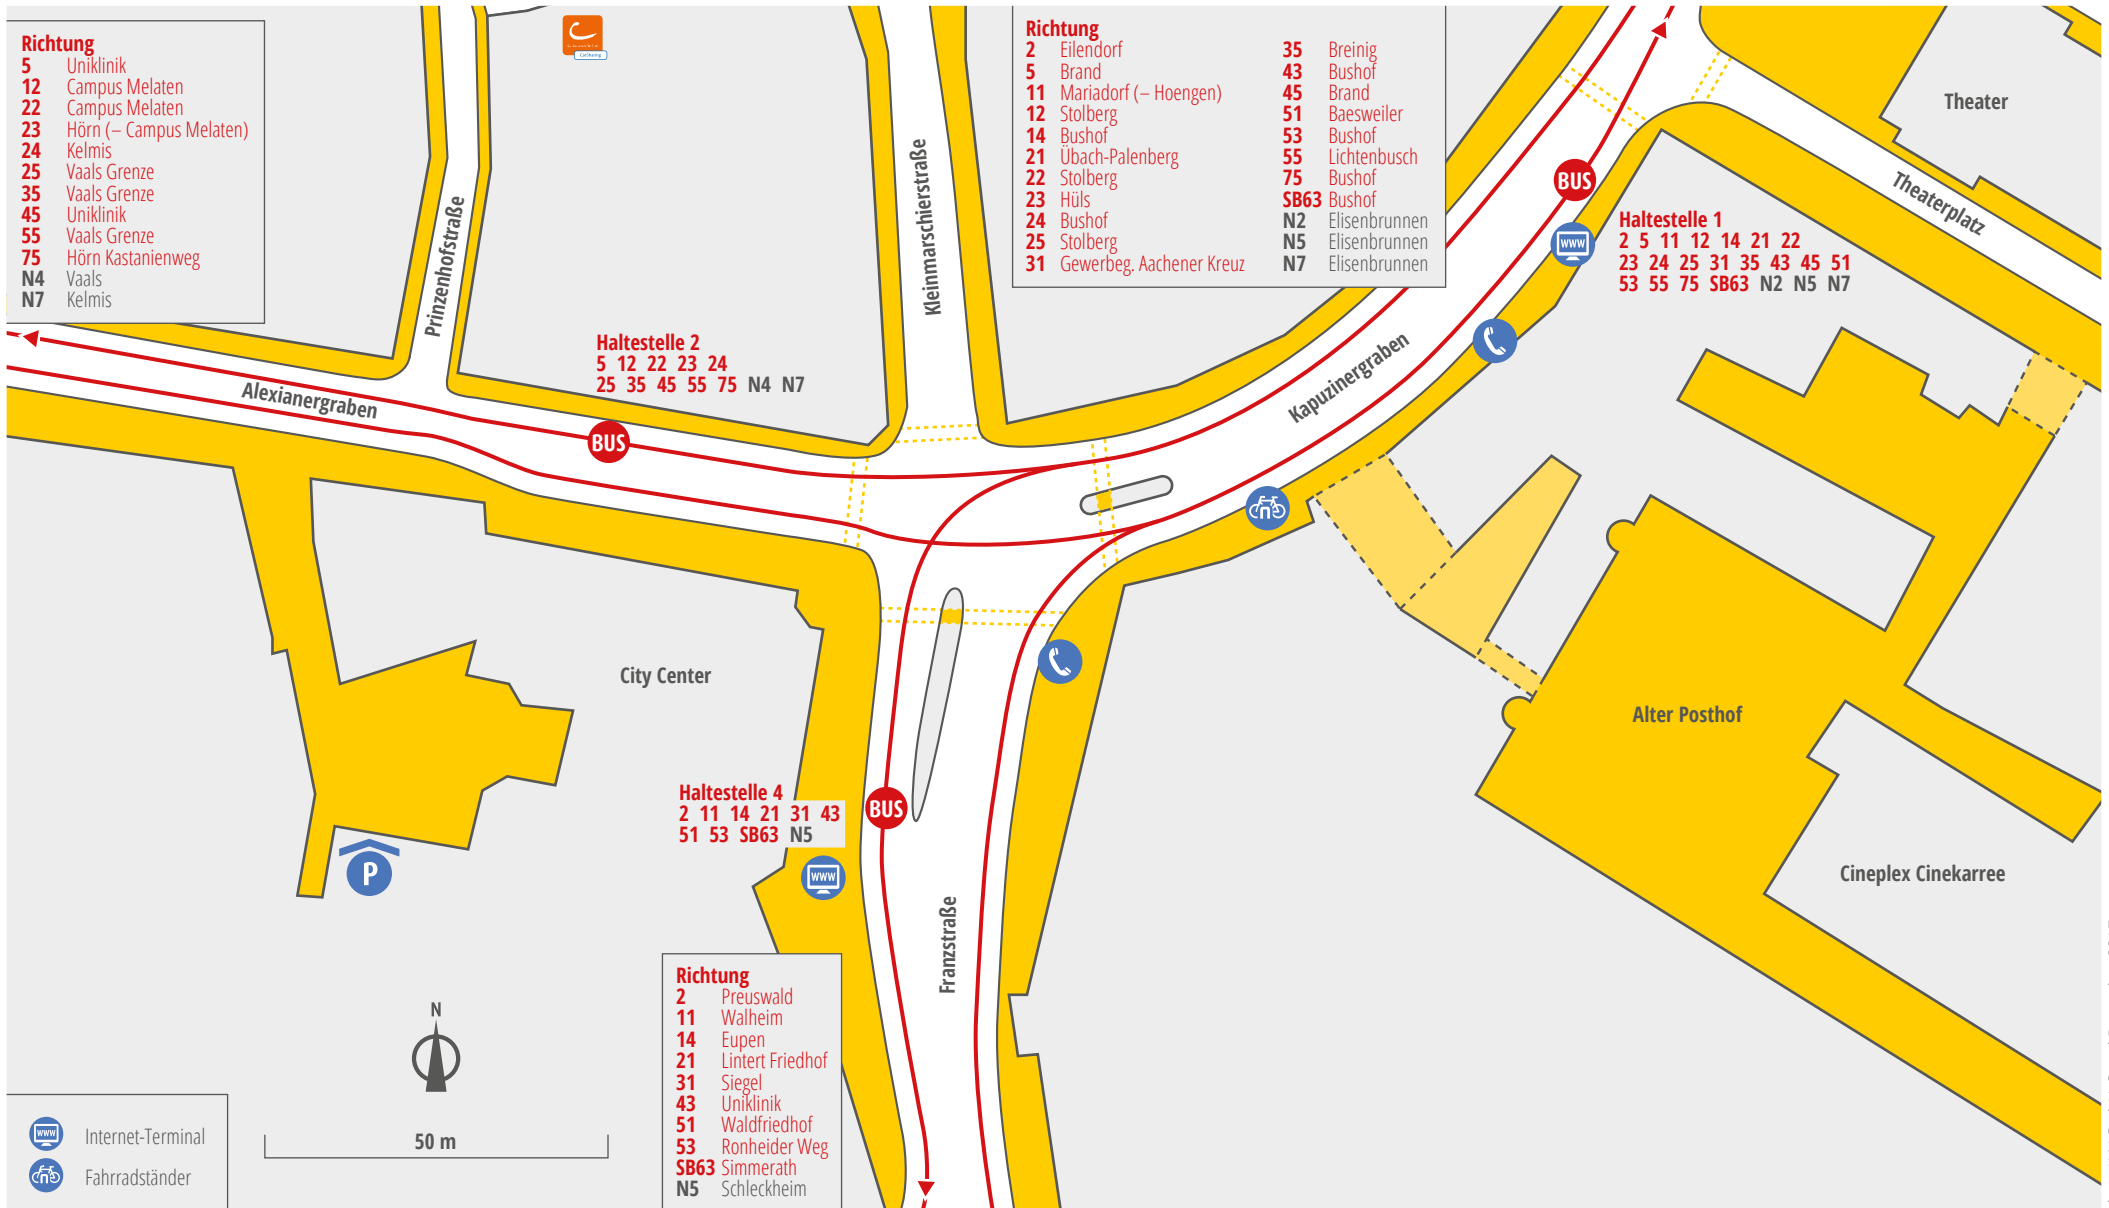 Richtung
5 Uniklinik
12 Campus Melaten
22 Campus Melaten
23 Hörn (– Campus Melaten)
24 Kelmis
25 Vaals Grenze
35 Vaals Grenze
45 Uniklinik
55 Vaals Grenze
75 Hörn Kastanienweg
N4 Vaals
N7 Kelmis
Richtung
2 Eilendorf
5 Brand
11 Mariadorf (– Hoengen)
12 Stolberg
14 Bushof
21 Übach-Palenberg
22 Stolberg
23 Hüls
24 Bushof
25 Stolberg
31 Gewerbeg. Aachener Kreuz
35 Breinig
43 Bushof
45 Brand
51 Baesweiler
53 Bushof
55 Lichtenbusch
75 Bushof
SB63 Bushof
N2 Elisenbrunnen
N5 Elisenbrunnen
N7 Elisenbrunnen
Theater
Theaterplatz
BUS
www
Haltestelle 1
2 5 11 12 14 21 22
23 24 25 31 35 43 45 51
53 55 75 SB63 N2 N5 N7
Prinzenhofstraße
Kleinmarschierstraße
Kapuzinergraben
Alexianergraben
Haltestelle 2
5 12 22 23 24
25 35 45 55 75 N4 N7
BUS
City Center
Alter Posthof
Cineplex Cinekarree
Haltestelle 4
2 11 14 21 31 43
51 53 SB63 N5
BUS
www
P
Franzstraße
Richtung
2 Preuswald
11 Walheim
14 Eupen
21 Lintert Friedhof
31 Siegel
43 Uniklinik
51 Waldfriedhof
53 Ronheider Weg
SB63 Simmerath
N5 Schleckheim
N
50 m
www
Internet-Terminal
Fahrradständer
CarSharing